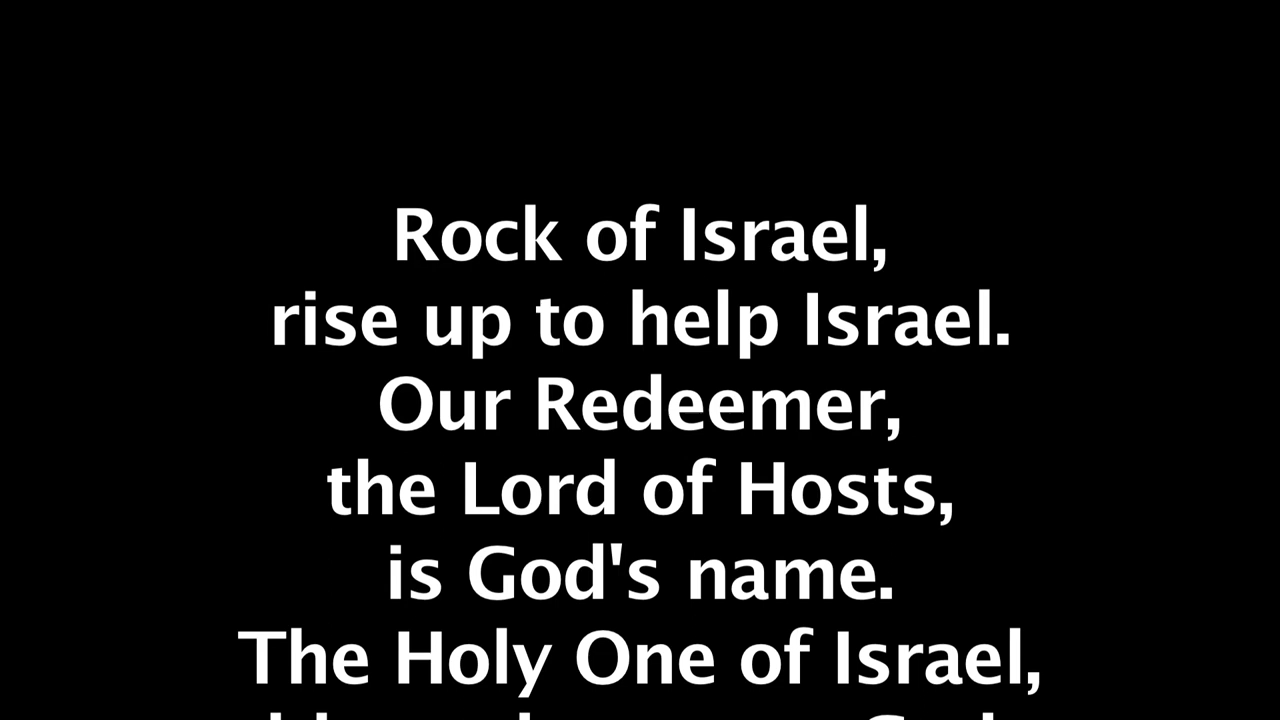 Rock of Israel,
rise up to help Israel.
Our Redeemer,
the Lord of Hosts,
is God's name.
The Holy One of Israel,